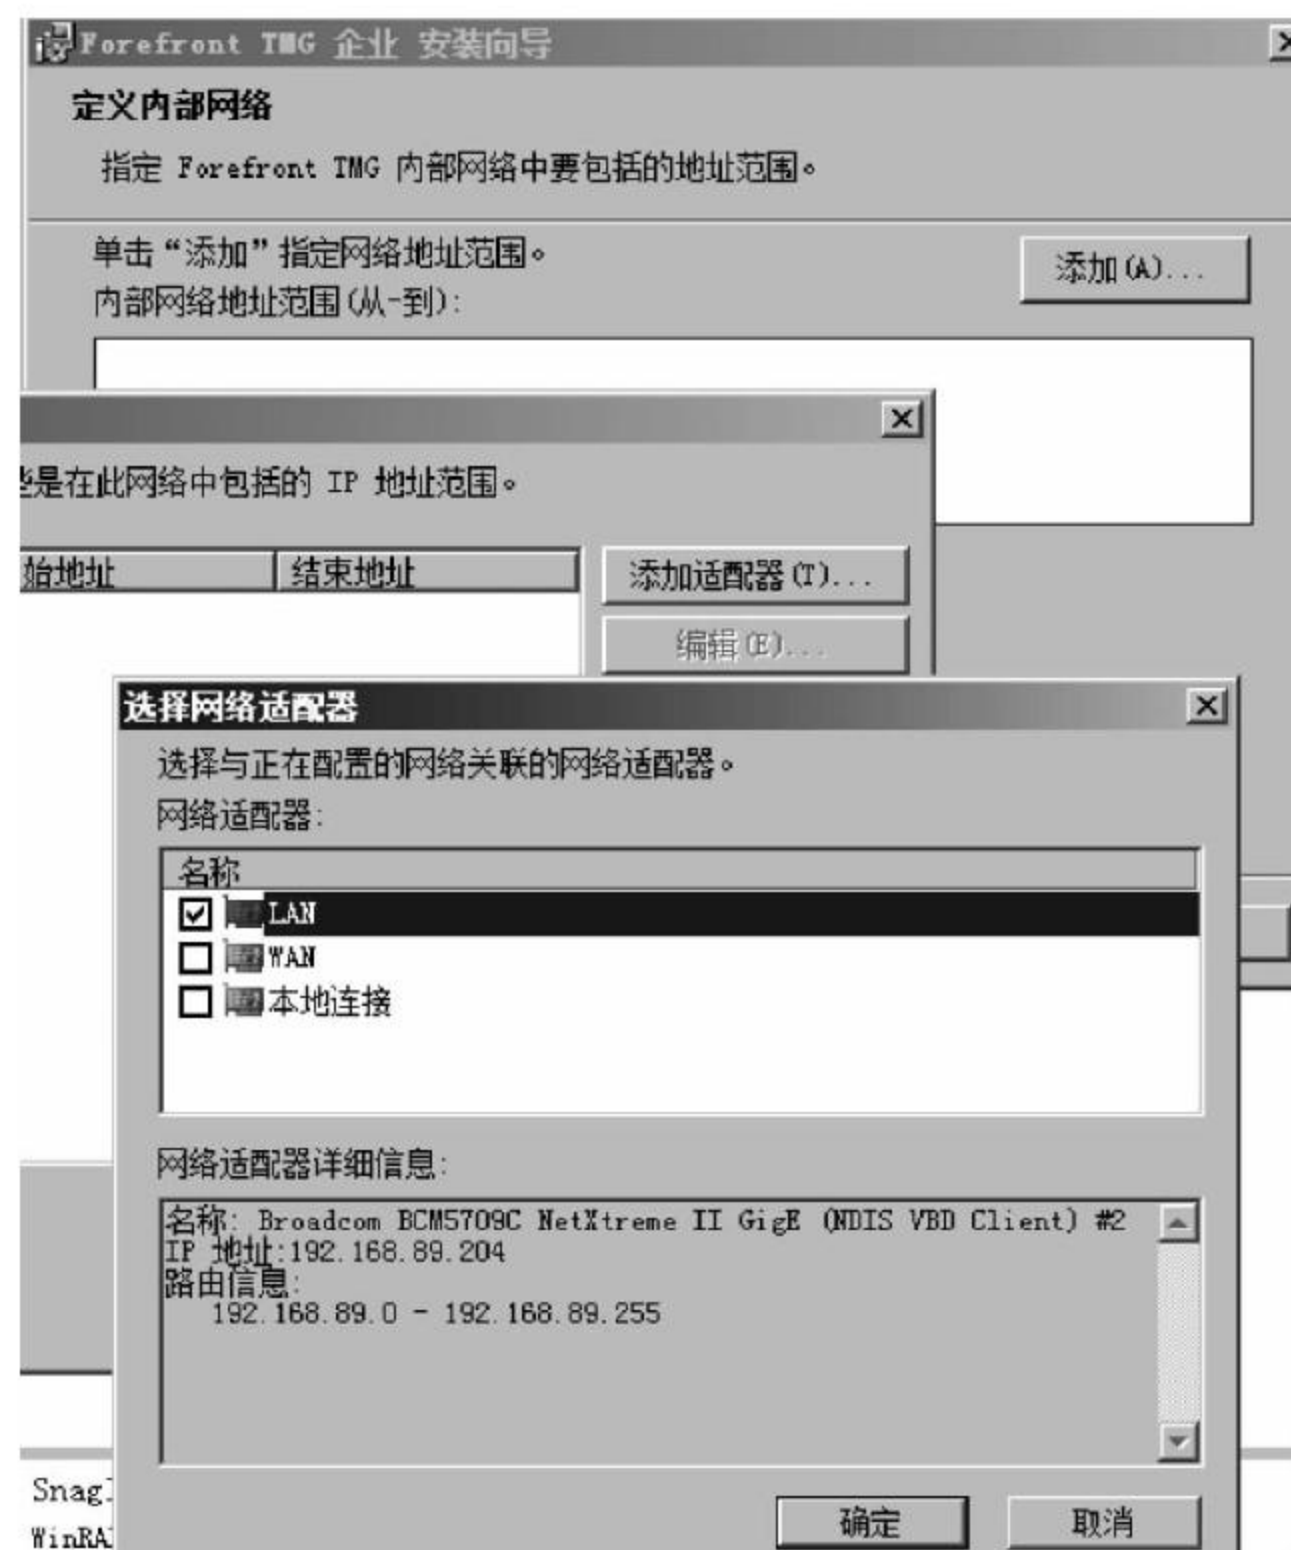 Forefront TMG 企业 安装向导
定义内部网络
指定 Forefront TMG 内部网络中要包括的地址范围。
单击“添加”指定网络地址范围。
添加(A)...
内部网络地址范围(从-到):
是在此网络中包括的 IP 地址范围。
始地址 结束地址
添加适配器(T)...
编辑(E)...
选择网络适配器
选择与正在配置的网络关联的网络适配器。
网络适配器:
名称
LAN
WAN
本地连接
网络适配器详细信息:
名称: Broadcom BCM5709C NetXtreme II GigE (NDIS VBD Client) #2
IP 地址:192.168.89.204
路由信息:
192.168.89.0 - 192.168.89.255
Snag
WinRA
确定 取消